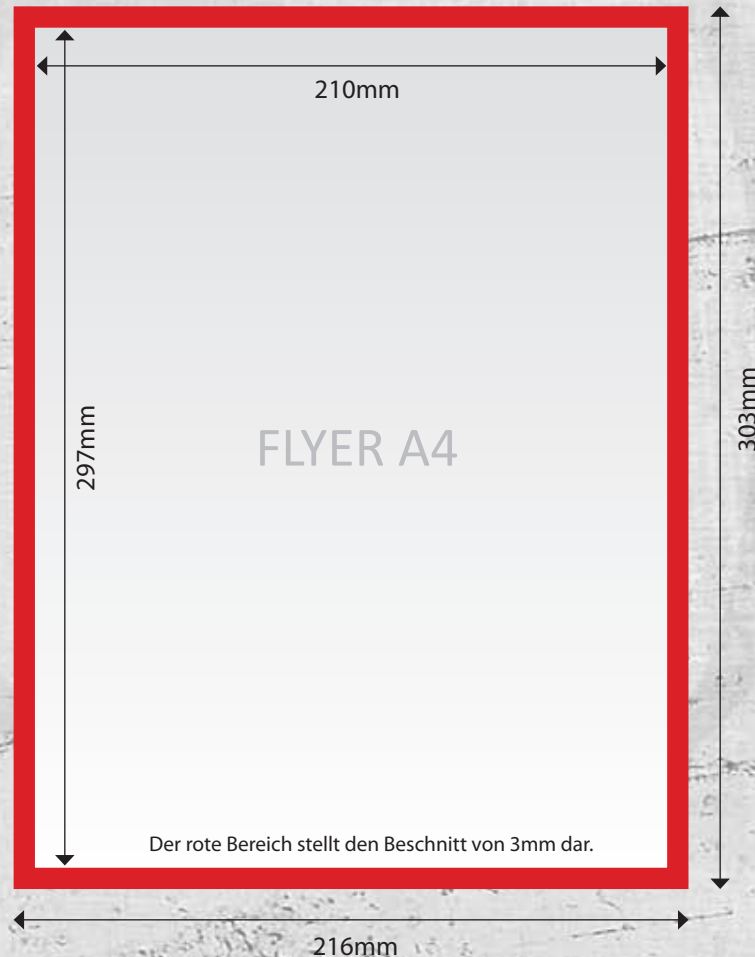 210mm
297mm
FLYER A4
303mm
Der rote Bereich stellt den Beschnitt von 3mm dar.
216mm